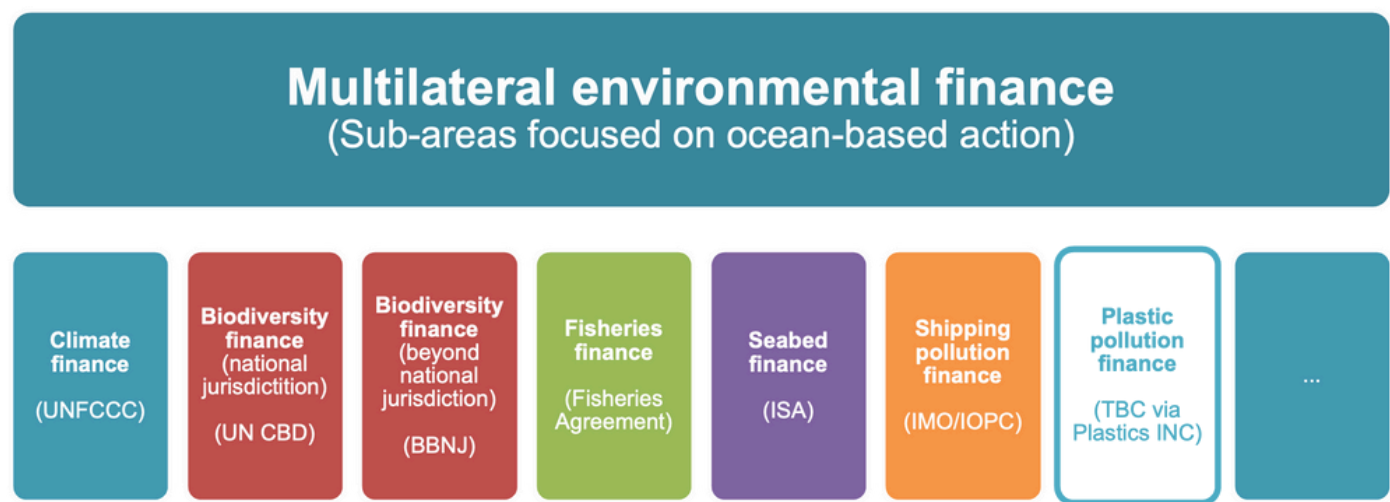 Multilateral environmental finance
(Sub-areas focused on ocean-based action)
Climate
finance
(UNFCCC)
Biodiversity
finance
(national
jurisdictition)
(UN CBD)
Biodiversity
finance
(beyond
national
jurisdiction)
(BBNJ)
Fisheries
finance
(Fisheries
Agreement)
Seabed
finance
(ISA)
Shipping
pollution
finance
(IMO/IOPC)
Plastic
pollution
finance
(TBC via
Plastics INC)
...